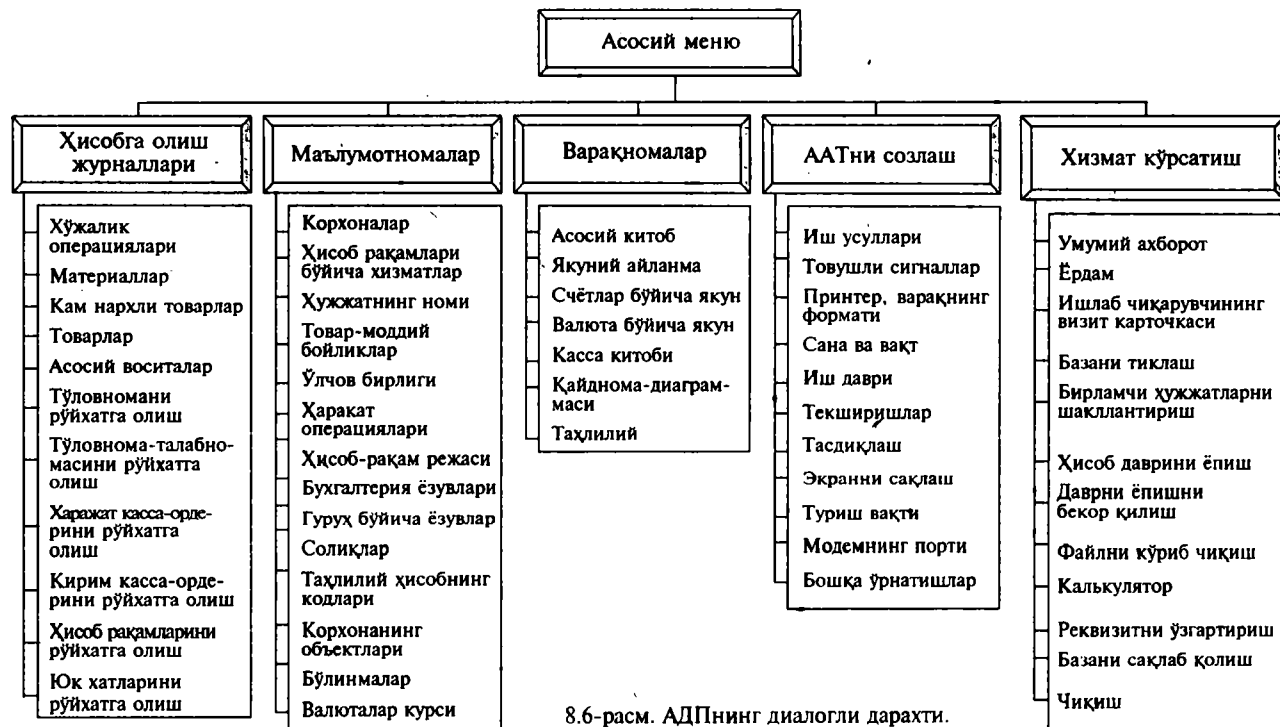 Асосий меню
Ҳисобга олиш
журналлари
Хўжалик
операциялари
Материаллар
Кам нархли товарлар
Товарлар
Асосий воситалар
Тўловномани
рўйхатга олиш
Тўловнома-талабно-
масини рўйхатга
олиш
Харажат касса-орде-
рини рўйхатга
олиш
Кирим касса-орде-
рини рўйхатга олиш
Ҳисоб рақамларини
рўйхатга олиш
Юк хатларини
рўйхатга олиш
Маълумотномалар
Корхоналар
Ҳисоб рақамлари
бўйича хизматлар
Ҳужжатнинг номи
Товар-моддий
бойликлар
Ўлчов бирлиги
Ҳаракат
операциялари
Ҳисоб-рақам режаси
Бухгалтерия ёзувлари
Гуруҳ бўйича ёзувлар
Солиқлар
Таҳлилий ҳисобнинг
кодлари
Корхонанинг
объектлари
Бўлинмалар
Валюталар курси
Варақномалар
Асосий китоб
Якуний айланма
Счётлар бўйича якун
Валюта бўйича якун
Касса китоби
Қайднома-диаграм-
маси
Таҳлилий
ААТни созлаш
Иш усуллари
Товушли сигналлар
Принтер, варақнинг
формати
Сана ва вақт
Иш даври
Текширишлар
Тасдиқлаш
Экранни сақлаш
Туриш вақти
Модемнинг порти
Бошқа ўрнатишлар
Хизмат кўрсатиш
Умумий ахборот
Ёрдам
Ишлаб чиқарувчининг
визит карточкаси
Базани тиклаш
Бирламчи ҳужжатларни
шакллантириш
Ҳисоб даврини ёпиш
Даврни ёпишни
бекор қилиш
Файлни кўриб чиқиш
Калькулятор
Реквизитни ўзгартириш
Базани сақлаб қолиш
Чиқиш
8.6-расм. АДПнинг диалогли дарахти.